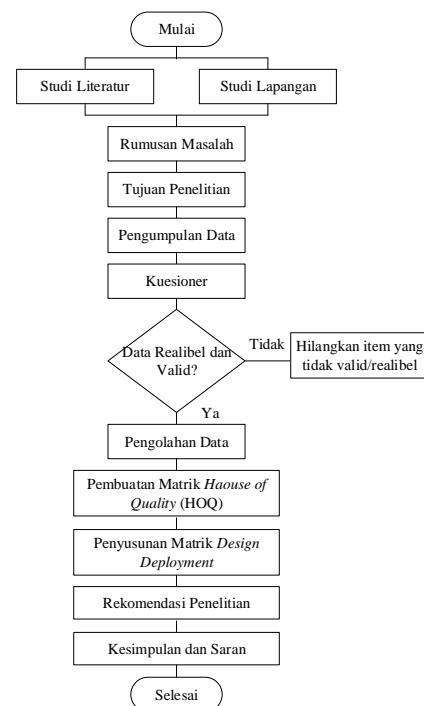 Mulai
Studi Literatur
Studi Lapangan
Rumusan Masalah
Tujuan Penelitian
Pengumpulan Data
Kuesioner
Data Realibel dan
Valid?
Tidak
Hilangkan item yang
tidak valid/realibel
Ya
Pengolahan Data
Pembuatan Matrik Haouse of
Quality (HOQ)
Penyusunan Matrik Design
Deployment
Rekomendasi Penelitian
Kesimpulan dan Saran
Selesai